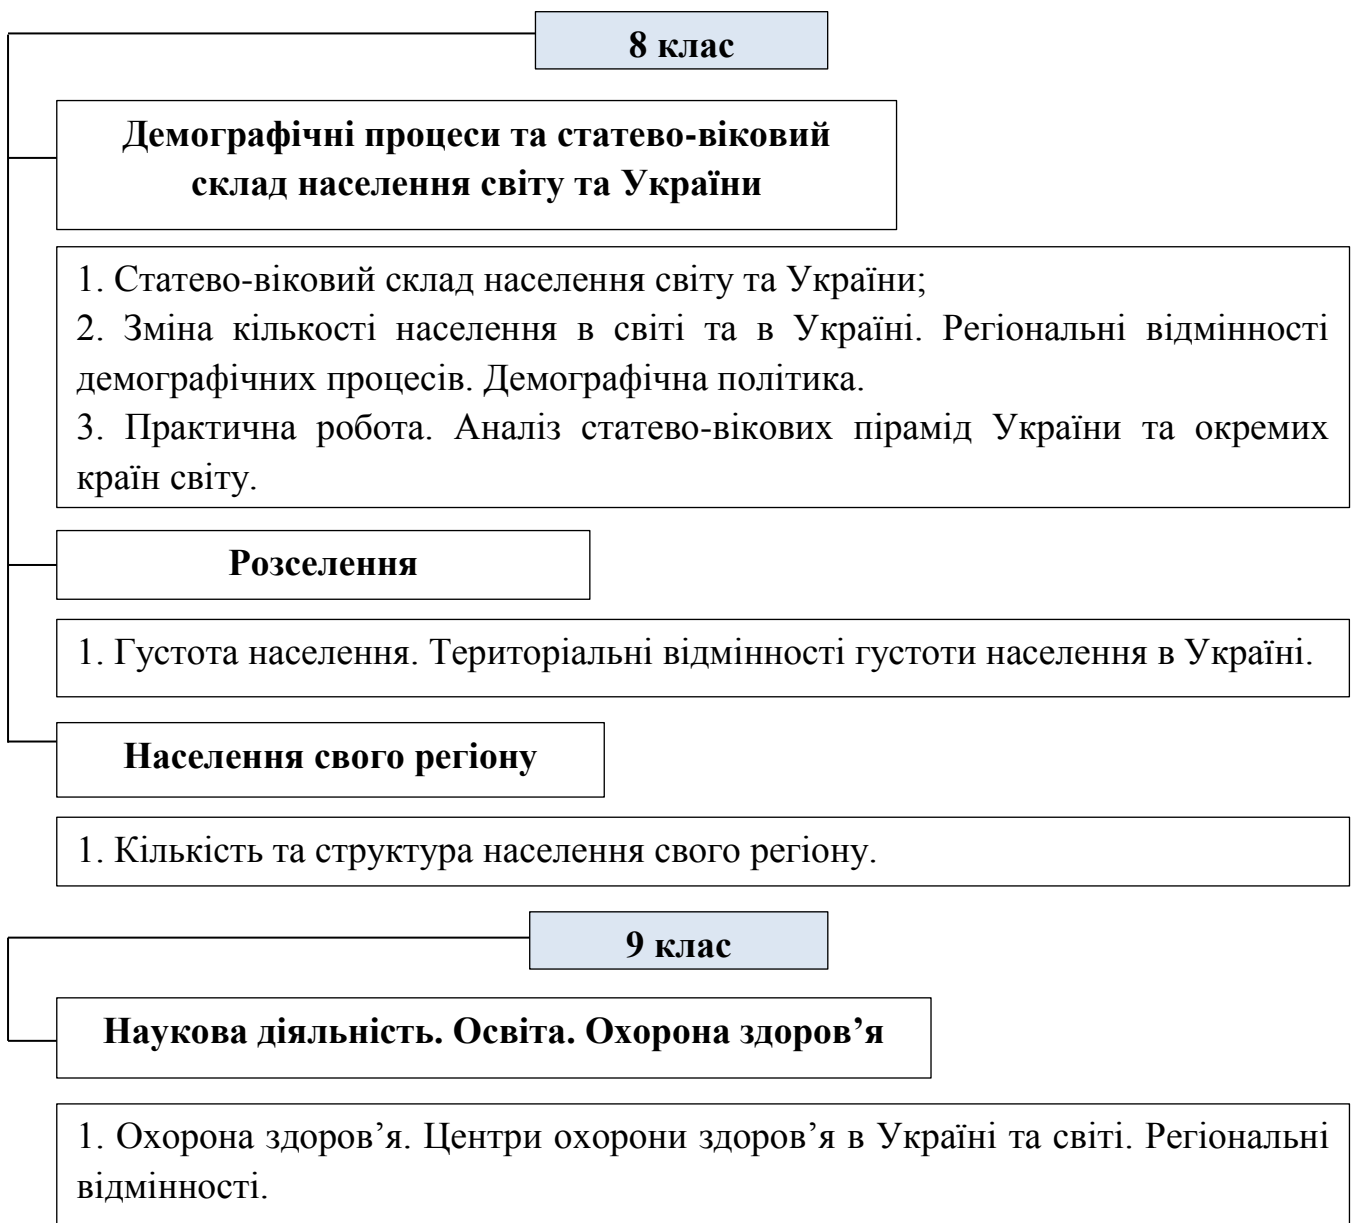 8 клас
Демографічні процеси та статево-віковий
склад населення світу та України
1. Статево-віковий склад населення світу та України;
2. Зміна кількості населення в світі та в Україні. Регіональні відмінності
демографічних процесів. Демографічна політика.
3. Практична робота. Аналіз статево-вікових пірамід України та окремих
країн світу.
Розселення
1. Густота населення. Територіальні відмінності густоти населення в Україні.
Населення свого регіону
1. Кількість та структура населення свого регіону.
9 клас
Наукова діяльність. Освіта. Охорона здоров’я
1. Охорона здоров’я. Центри охорони здоров’я в Україні та світі. Регіональні
відмінності.